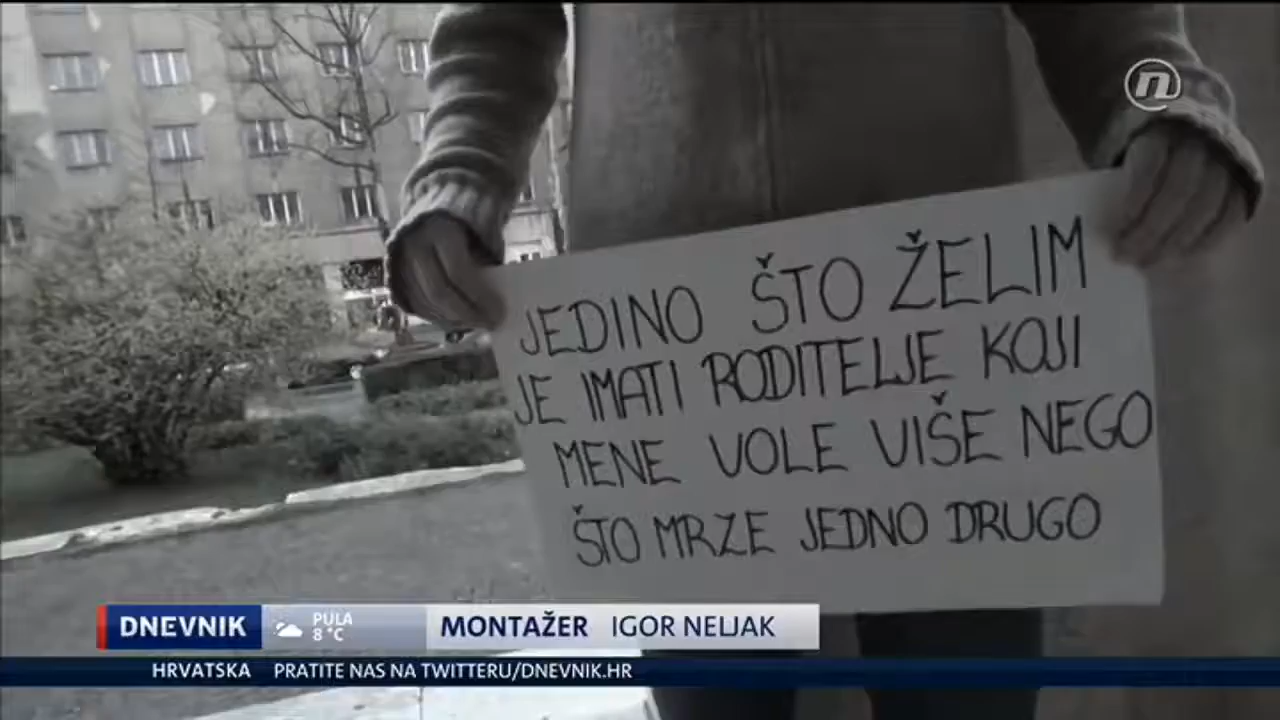 n
JEDINO ŠTO ŽELIM
JE IMATI RODITELJE KOJI
MENE VOLE VIŠE NEGO
ŠTO MRZE JEDNO DRUGO
DNEVNIK
PULA
8°C
MONTAŽER IGOR NELJAK
HRVATSKA PRATITE NAS NA TWITTERU/DNEVNIK.HR